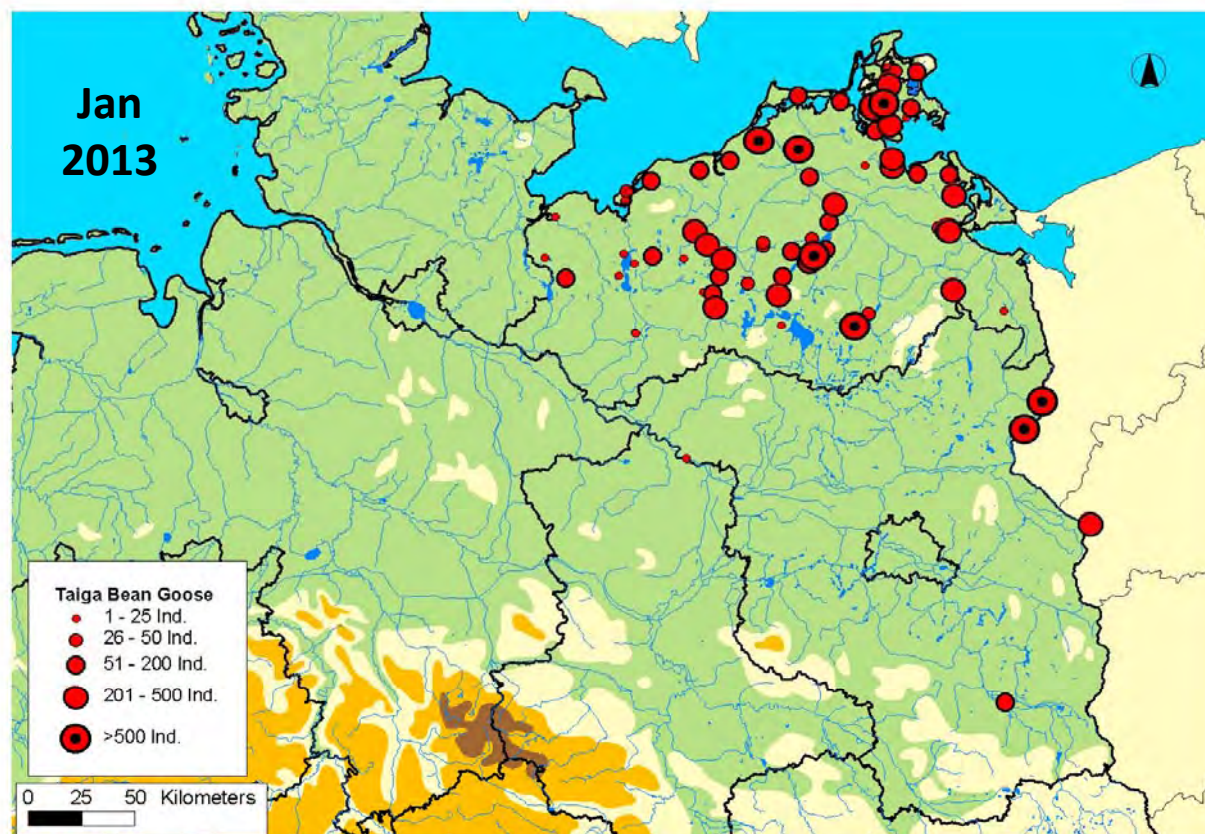 Jan
2013
Taiga Bean Goose
1 - 25 Ind.
26 - 50 Ind.
51 - 200 Ind.
201 - 500 Ind.
>500 Ind.
0 25 50 Kilometers